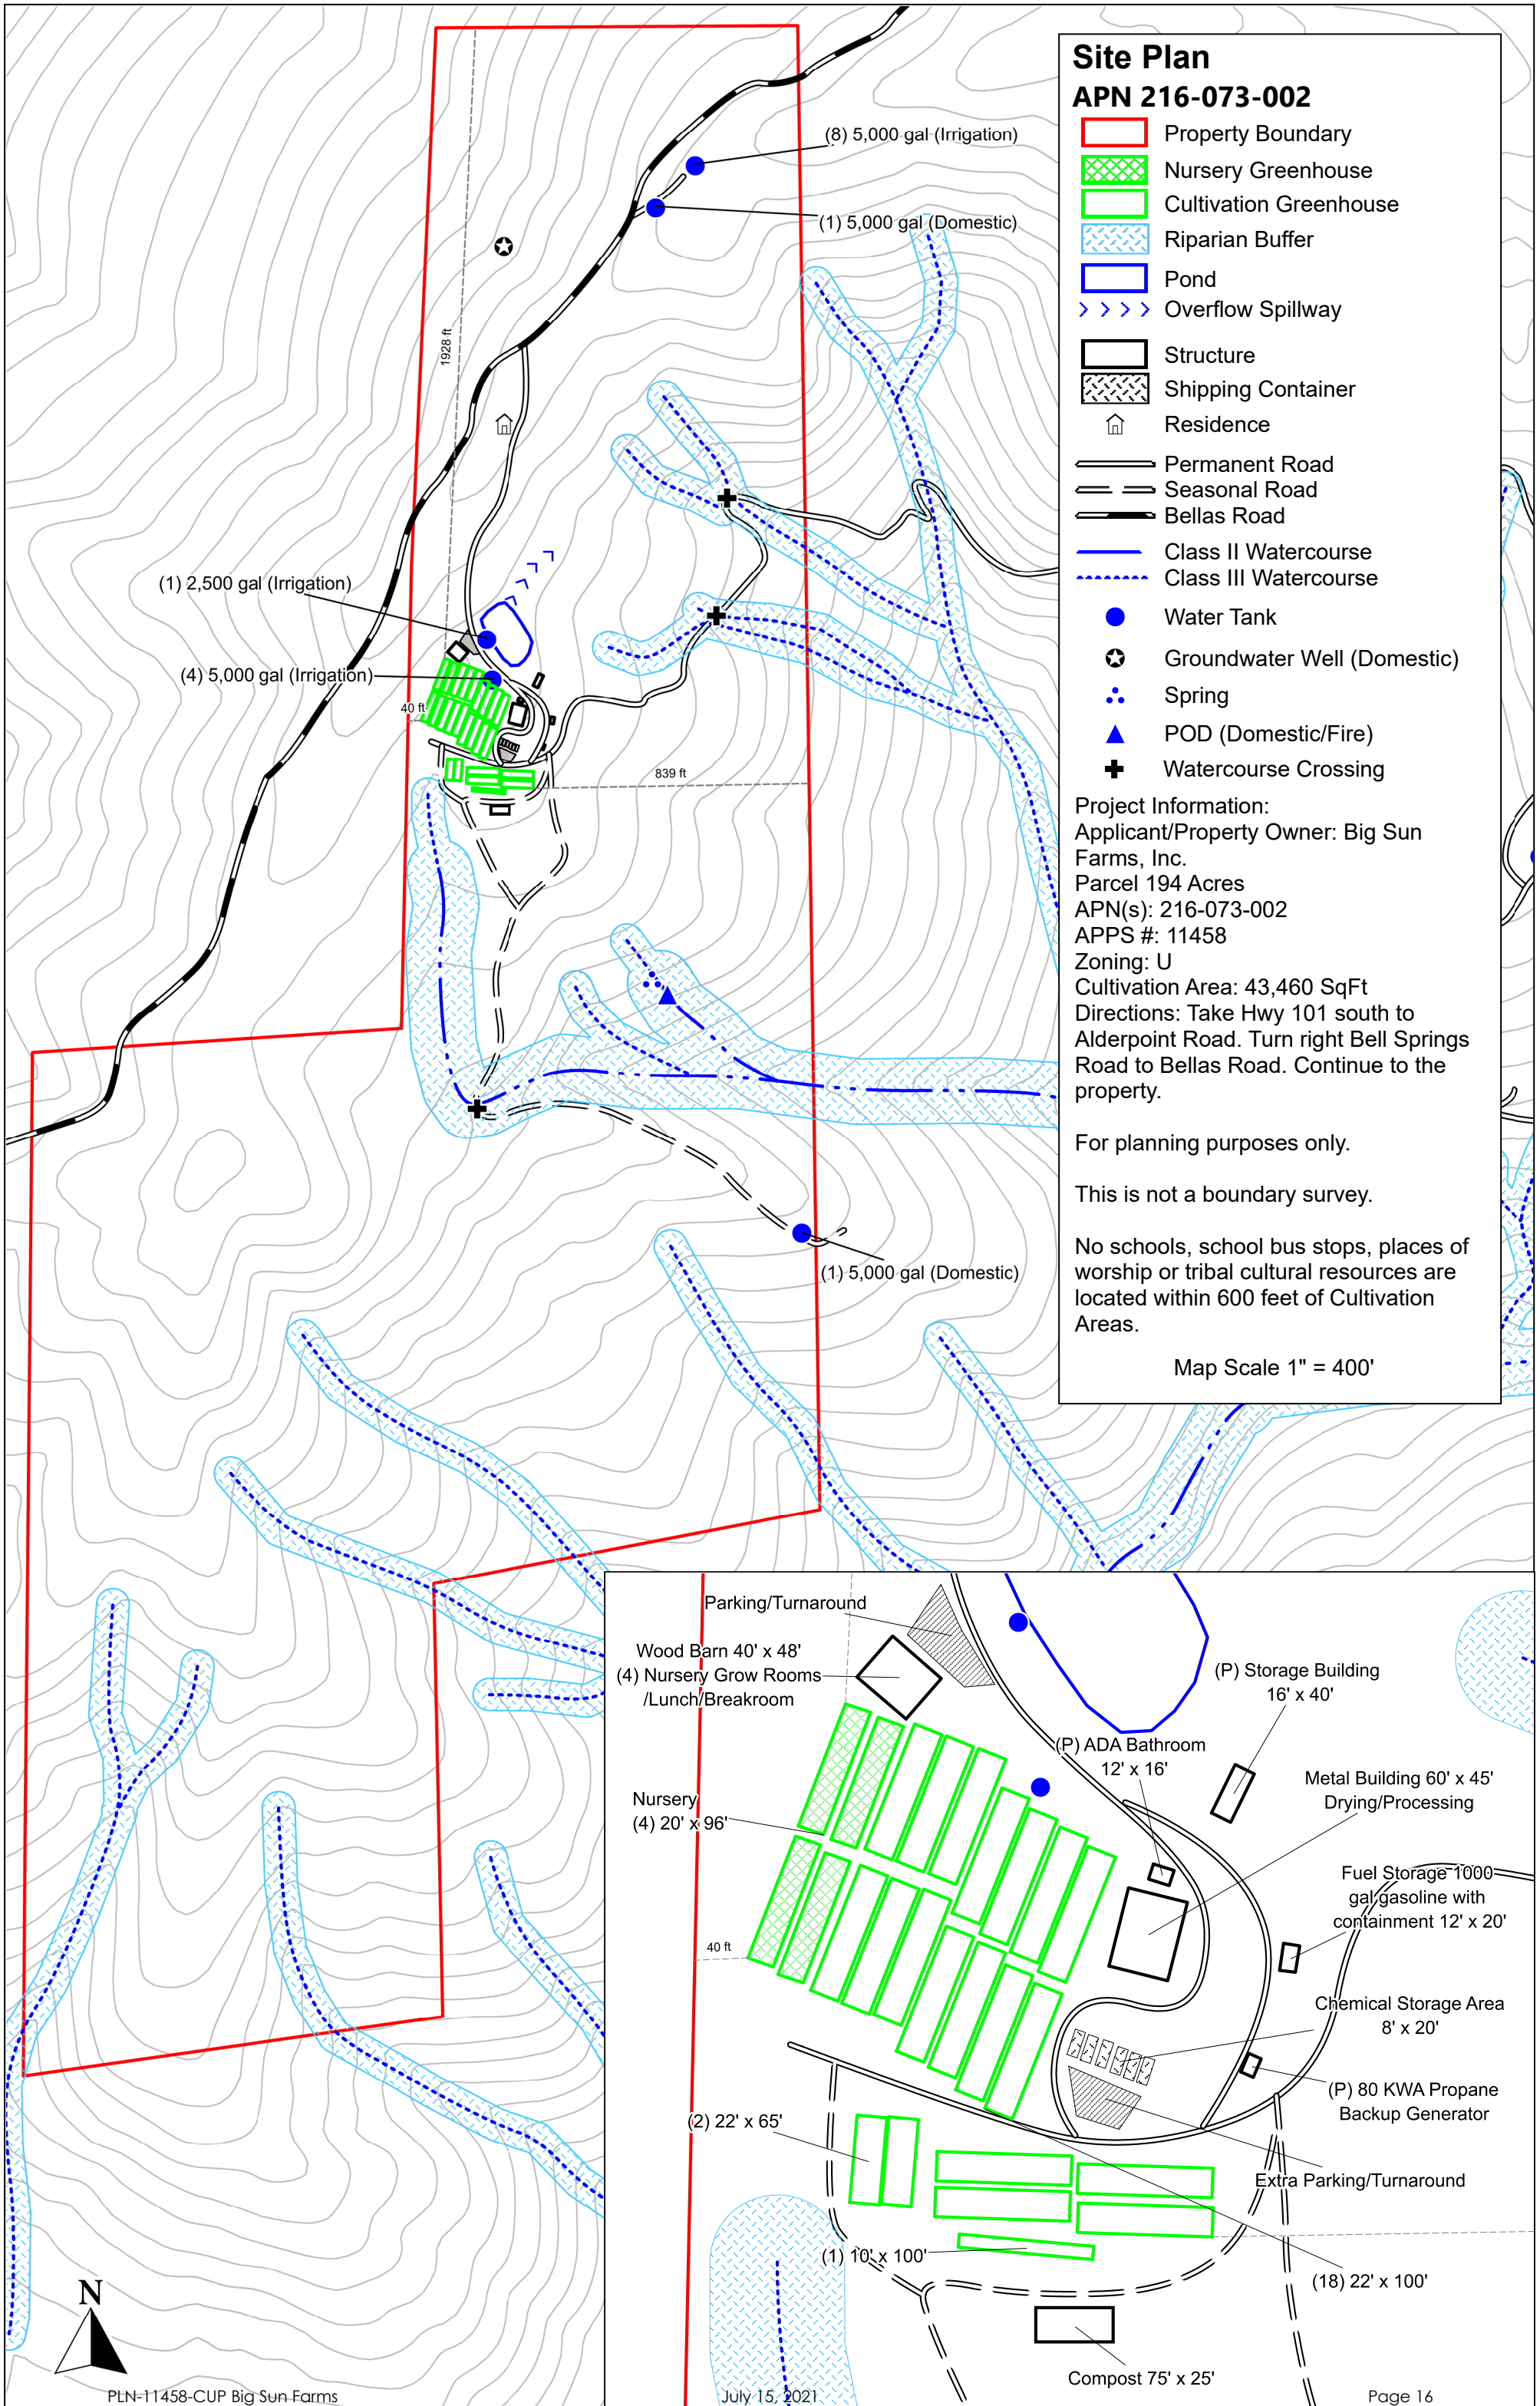 Site Plan
APN 216-073-002
Property Boundary
Nursery Greenhouse
Cultivation Greenhouse
Riparian Buffer
Pond
Overflow Spillway
Structure
Shipping Container
Residence
Permanent Road
Seasonal Road
Bellas Road
Class II Watercourse
Class III Watercourse
Water Tank
Groundwater Well (Domestic)
Spring
POD (Domestic/Fire)
Watercourse Crossing
Project Information:
Applicant/Property Owner: Big Sun
Farms, Inc.
Parcel 194 Acres
APN(s): 216-073-002
APPS #: 11458
Zoning: U
Cultivation Area: 43,460 SqFt
Directions: Take Hwy 101 south to
Alderpoint Road. Turn right Bell Springs
Road to Bellas Road. Continue to the
property.
For planning purposes only.
This is not a boundary survey.
No schools, school bus stops, places of
worship or tribal cultural resources are
located within 600 feet of Cultivation
Areas.
Map Scale 1" = 400'
(8) 5,000 gal (Irrigation)
(1) 5,000 gal (Domestic)
1928 ft
(1) 2,500 gal (Irrigation)
(4) 5,000 gal (Irrigation)
40 ft
839 ft
(1) 5,000 gal (Domestic)
Parking/Turnaround
Wood Barn 40' x 48'
(4) Nursery Grow Rooms
/Lunch/Breakroom
(P) Storage Building
16' x 40'
(P) ADA Bathroom
12' x 16'
Metal Building 60' x 45'
Drying/Processing
Nursery
(4) 20' x 96'
Fuel Storage 1000
gal gasoline with
containment 12' x 20'
40 ft
Chemical Storage Area
8' x 20'
(P) 80 KWA Propane
Backup Generator
(2) 22' x 65'
Extra Parking/Turnaround
(1) 10' x 100'
(18) 22' x 100'
Compost 75' x 25'
N
PLN-11458-CUP Big Sun Farms
July 15, 2021
Page 16